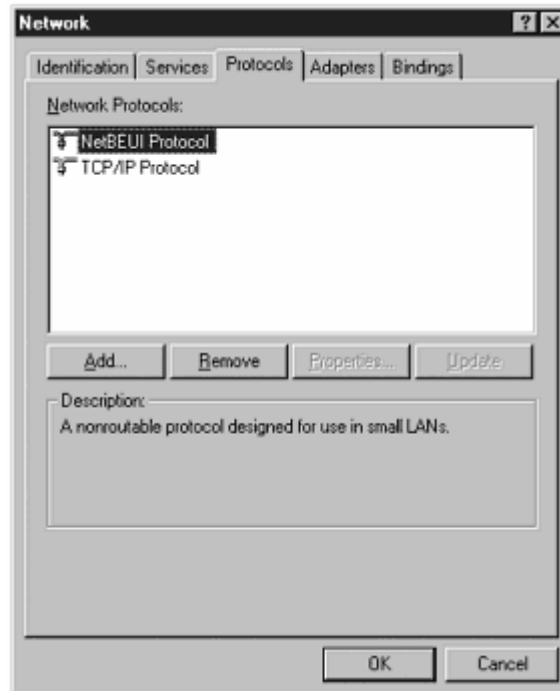 Network
Identification Services Protocols Adapters Bindings
Network Protocols:
NetBEUI Protocol
TCP/IP Protocol
Add... Remove Properties... Update
Description:
A nonroutable protocol designed for use in small LANs.
OK Cancel